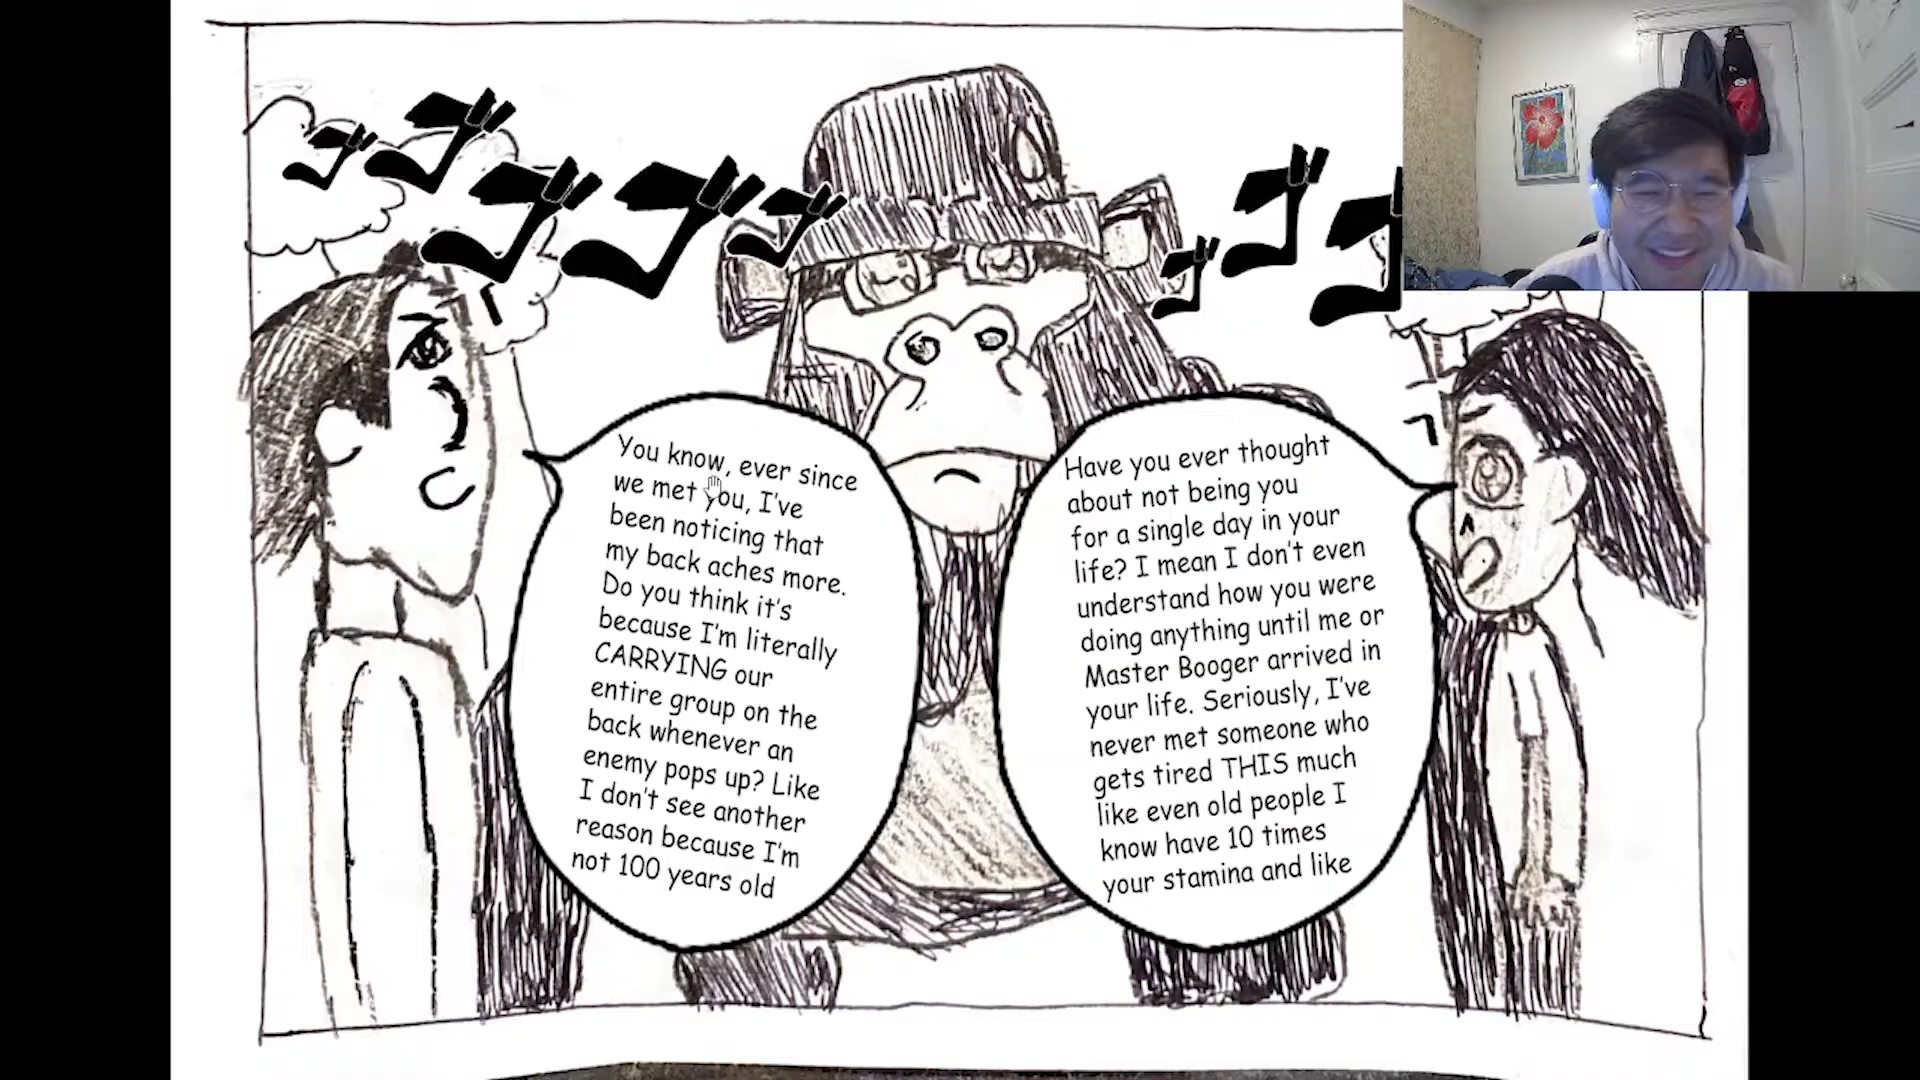 ゴゴゴゴゴ
ゴゴゴ
You know, ever since
we met you, I've
been noticing that
my back aches more.
Do you think it's
because I'm literally
CARRYING our
entire group on the
back whenever an
enemy pops up? Like
I don't see another
reason because I'm
not 100 years old
Have you ever thought
about not being you
for a single day in your
life? I mean I don't even
understand how you were
doing anything until me or
Master Booger arrived in
your life. Seriously, I've
never met someone who
gets tired THIS much
like even old people I
know have 10 times
your stamina and like